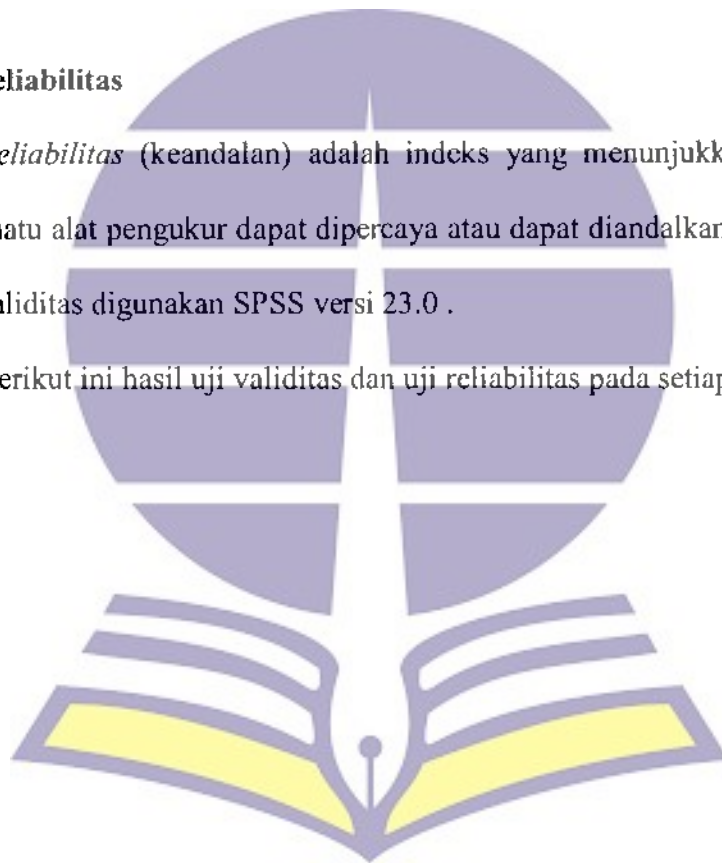 eliabilitas
eliabilitas (keandalan) adalah indeks yang menunjukk
uatu alat pengukur dapat dipercaya atau dapat diandalkan
aliditas digunakan SPSS versi 23.0 .
erikut ini hasil uji validitas dan uji reliabilitas pada setiap